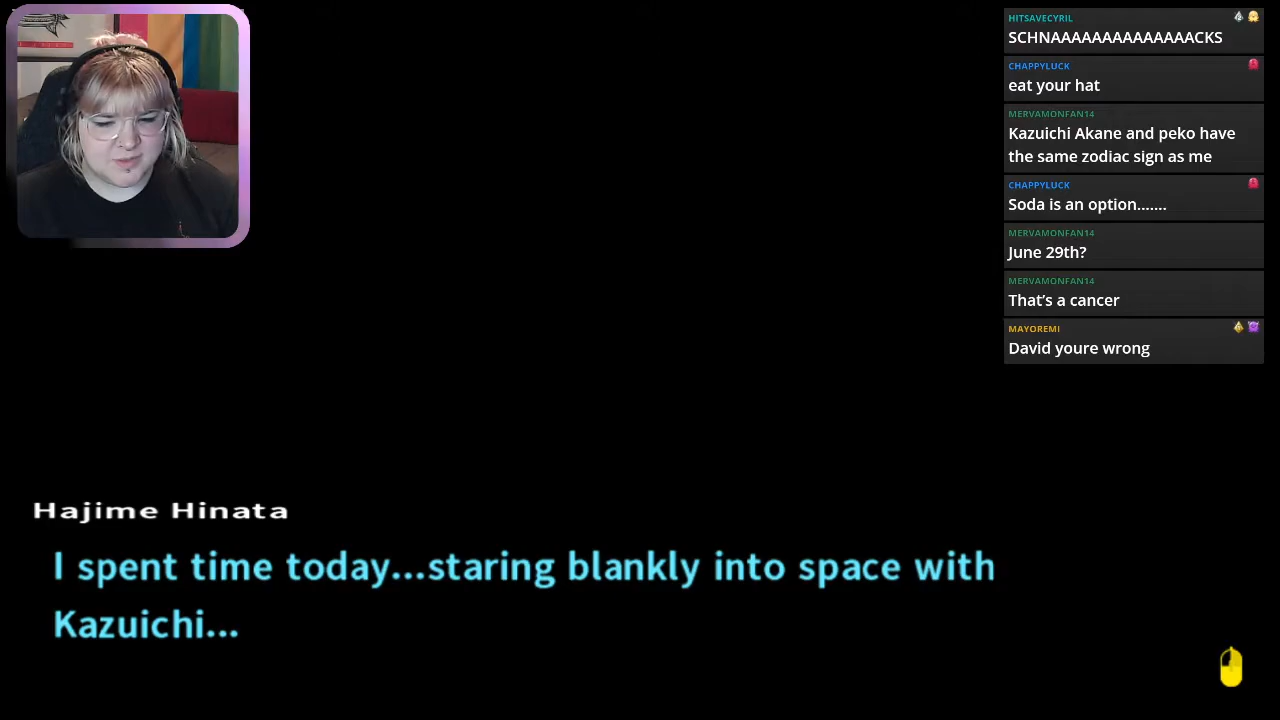 HITSAVECYRIL
SCHNAAAAAAAAAAAAAACKS
CHAPPYLUCK
eat your hat
MERVAMONFAN14
Kazuichi Akane and peko have
the same zodiac sign as me
CHAPPYLUCK
Soda is an option.......
MERVAMONFAN14
June 29th?
MERVAMONFAN14
That’s a cancer
MAYOREMI
David youre wrong
Hajime Hinata
I spent time today...staring blankly into space with
Kazuichi...